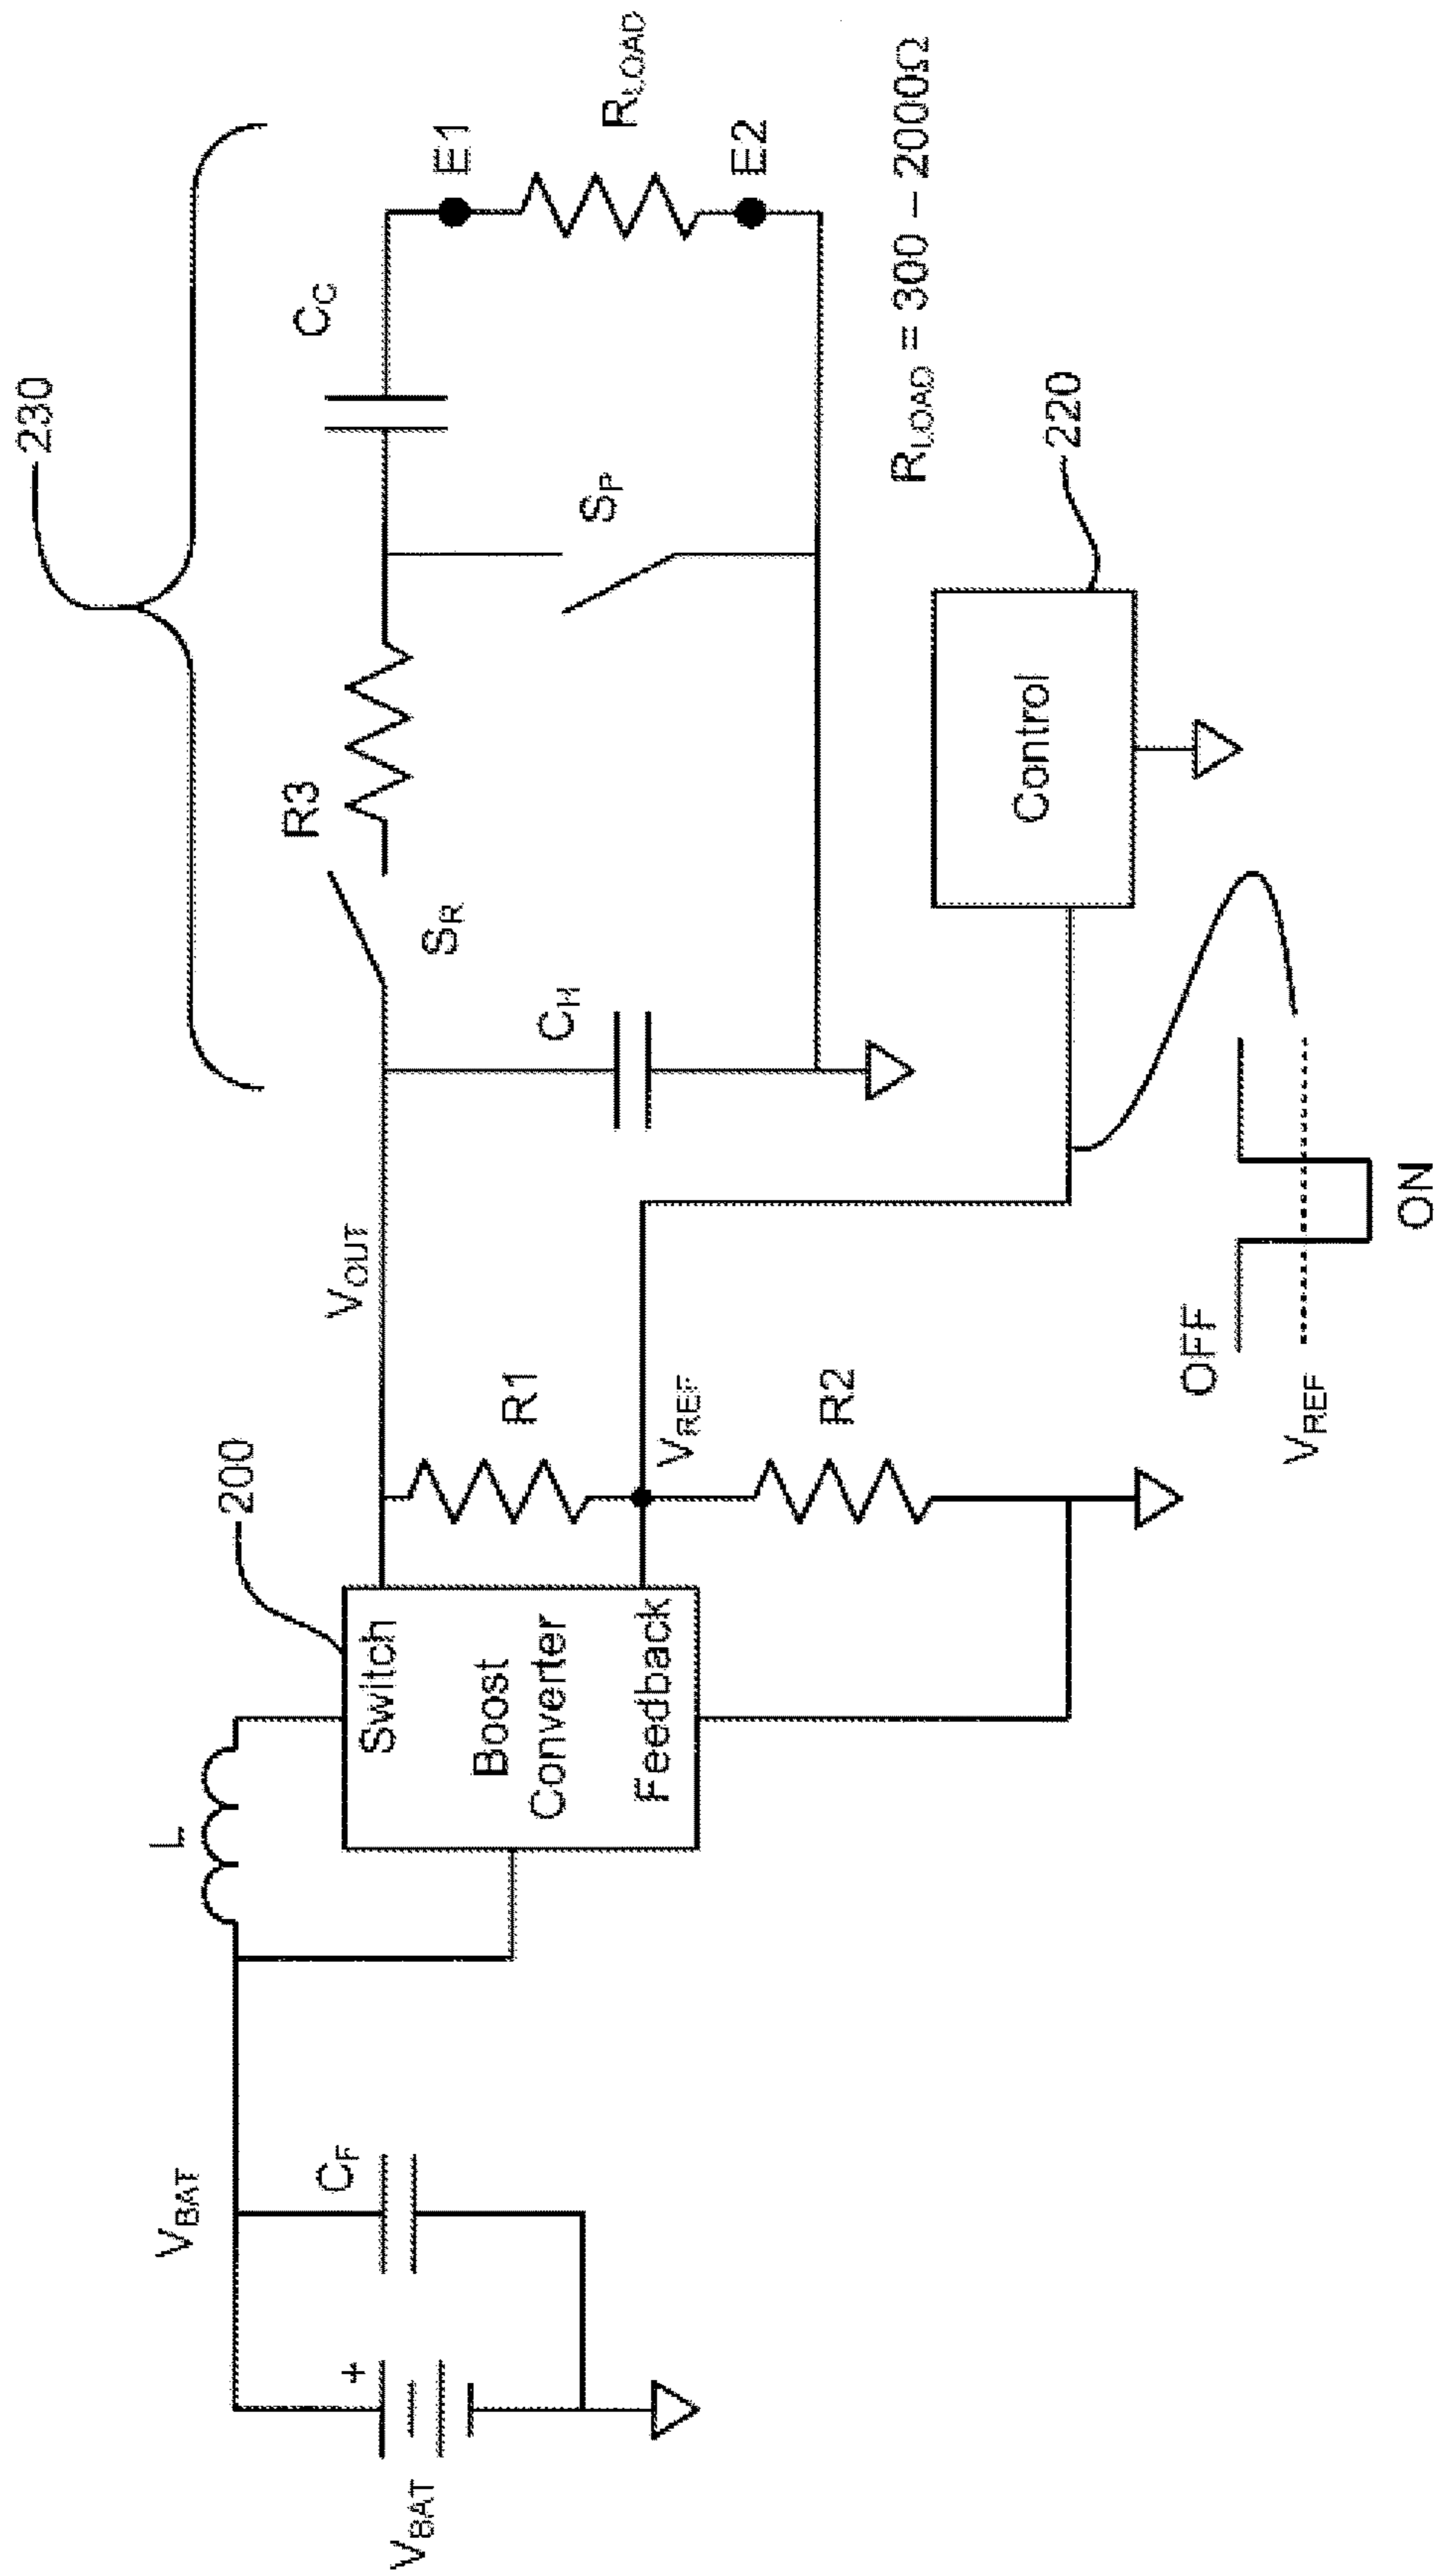 230
V_BAT
V_BAT
+
C_F
L
200
Switch
Boost
Converter
Feedback
V_OUT
R1
V_REF
R2
C_H
S_R
R3
S_P
C_C
E1
R_LOAD
E2
R_LOAD = 300 – 2000Ω
Control
220
OFF
V_REF
ON